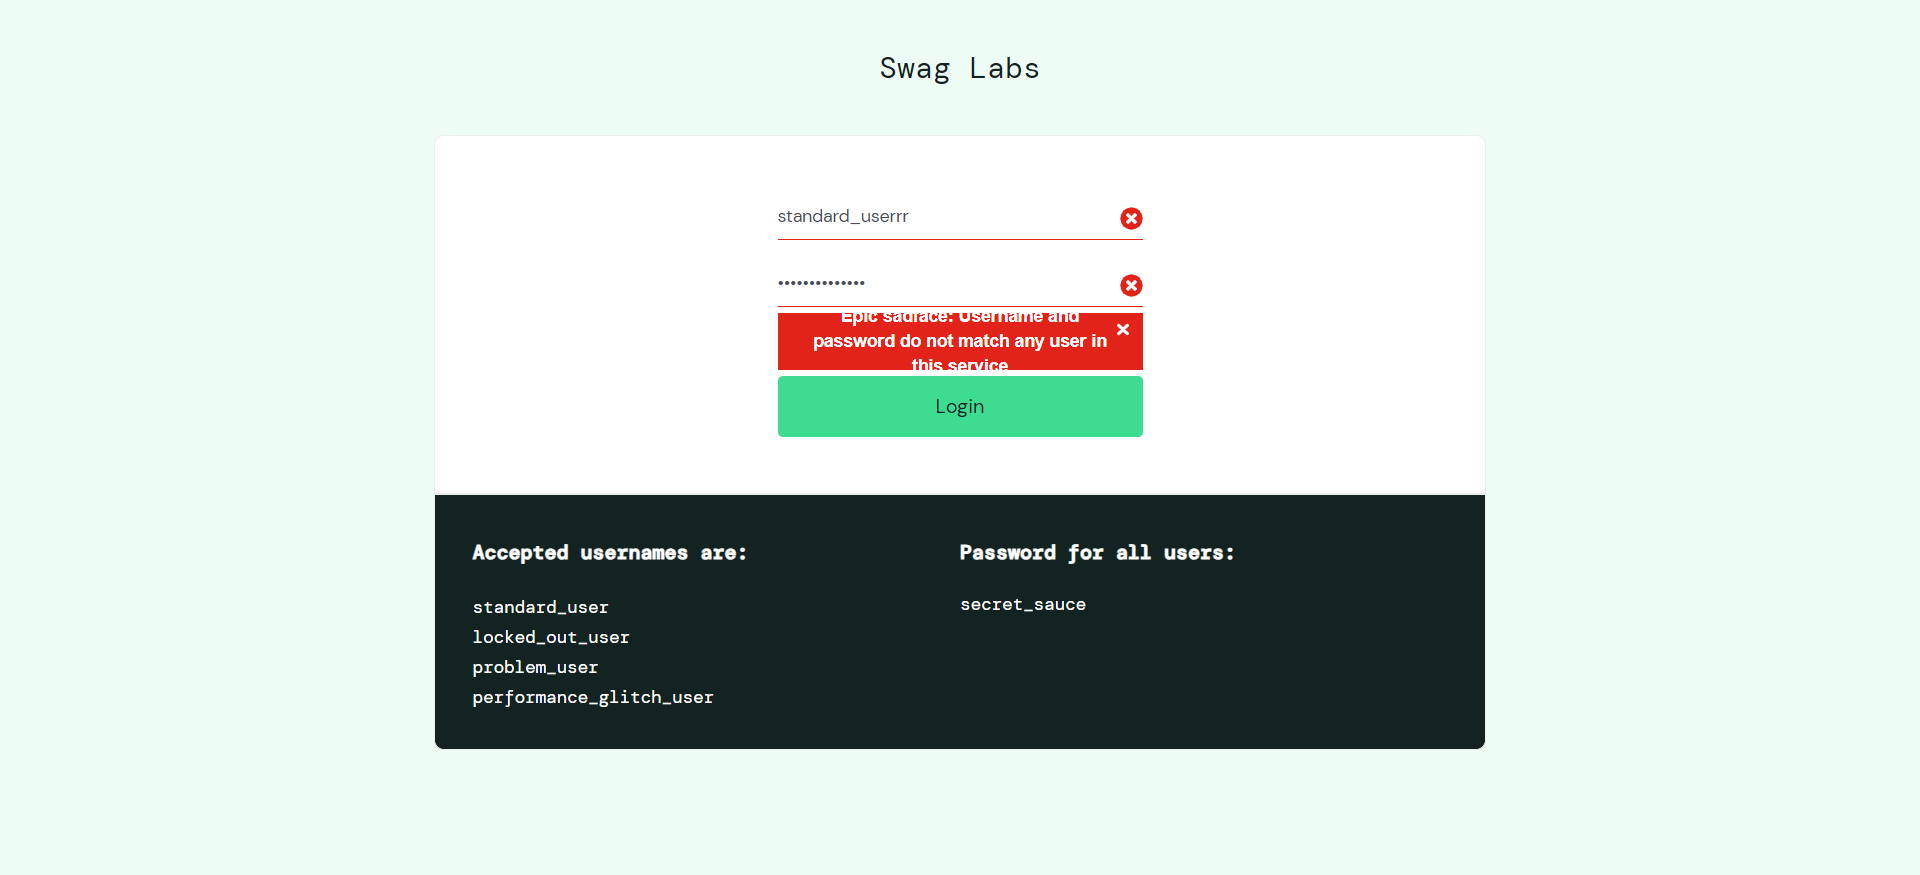 Swag Labs
standard_userrr
••••••••••••••
Epic sadface: Username and
password do not match any user in
this service
Login
Accepted usernames are:
standard_user
locked_out_user
problem_user
performance_glitch_user
Password for all users:
secret_sauce